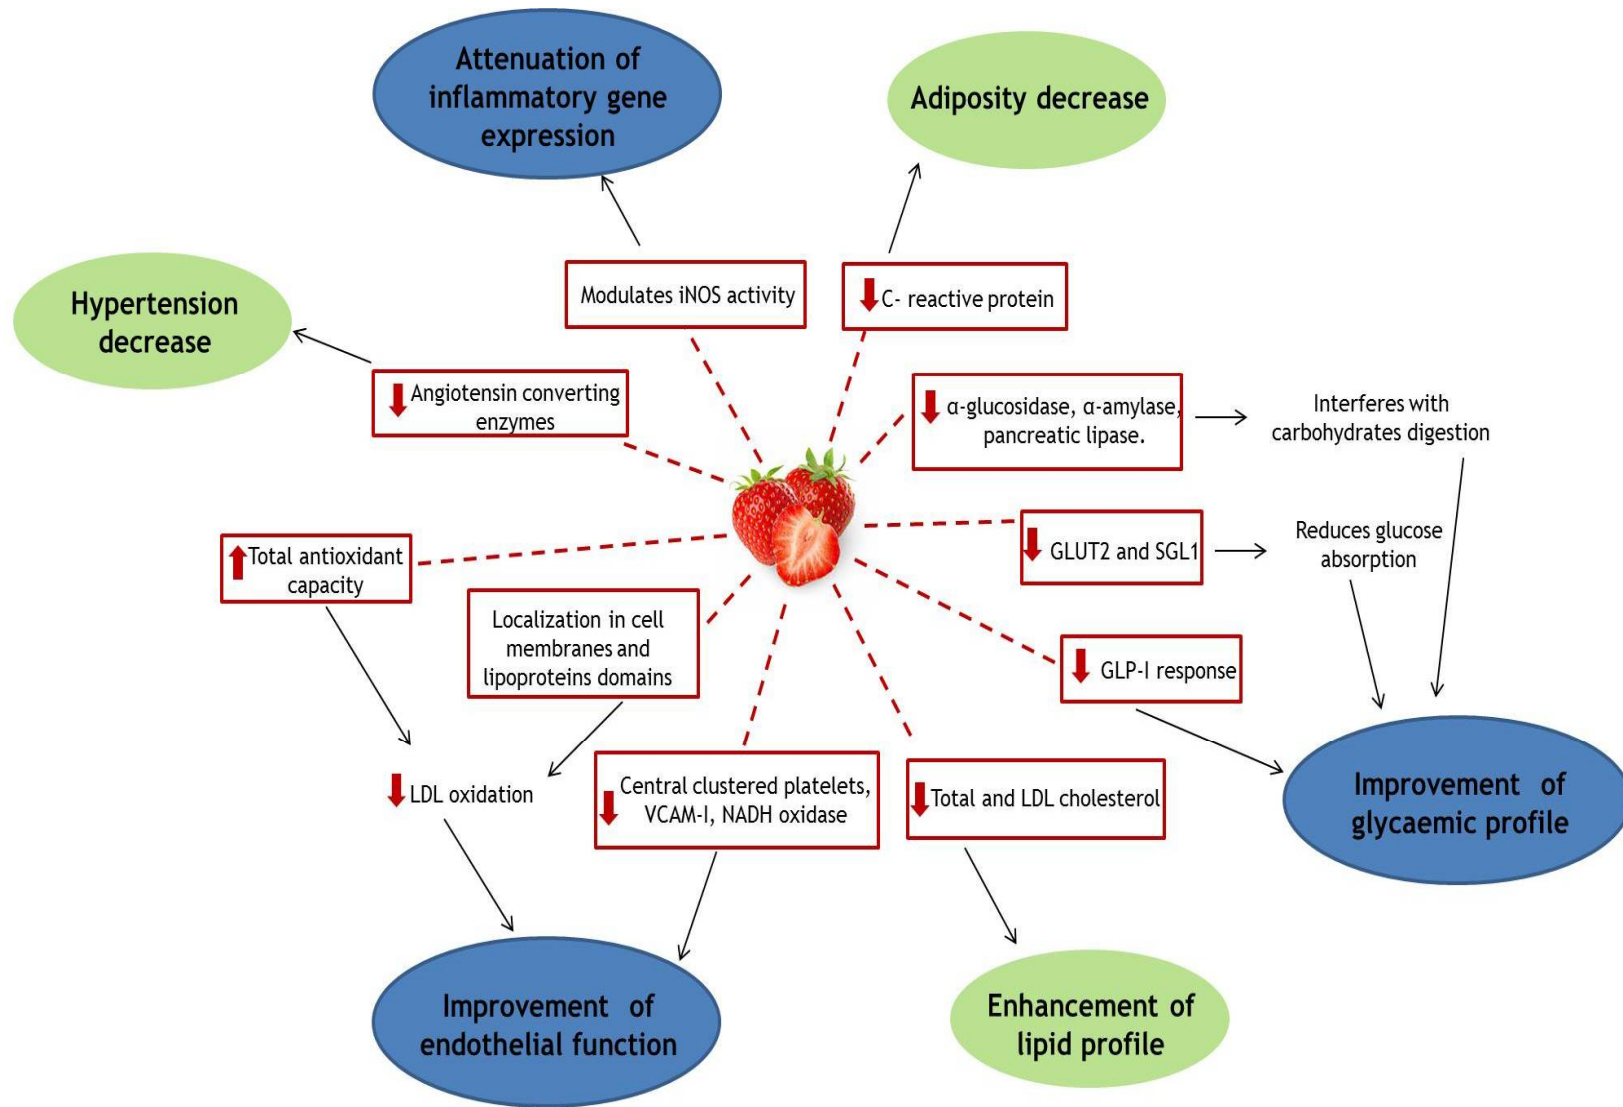 Attenuation of
inflammatory gene
expression
Adiposity decrease
Hypertension
decrease
Modulates iNOS activity
C- reactive protein
Angiotensin converting
enzymes
α-glucosidase, α-amylase,
pancreatic lipase.
Interferes with
carbohydrates digestion
Total antioxidant
capacity
GLUT2 and SGL1
Reduces glucose
absorption
Localization in cell
membranes and
lipoproteins domains
GLP-I response
LDL oxidation
Central clustered platelets,
VCAM-I, NADH oxidase
Total and LDL cholesterol
Improvement of
glycaemic profile
Improvement of
endothelial function
Enhancement of
lipid profile